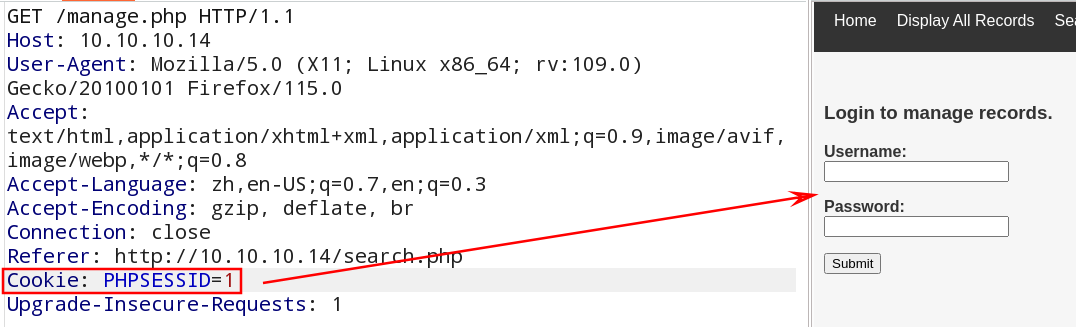 GET /manage.php HTTP/1.1
Host: 10.10.10.14
User-Agent: Mozilla/5.0 (X11; Linux x86_64; rv:109.0)
Gecko/20100101 Firefox/115.0
Accept:
text/html,application/xhtml+xml,application/xml;q=0.9,image/avif,
image/webp,*/*;q=0.8
Accept-Language: zh,en-US;q=0.7,en;q=0.3
Accept-Encoding: gzip, deflate, br
Connection: close
Referer: http://10.10.10.14/search.php
Cookie: PHPSESSID=1
Upgrade-Insecure-Requests: 1
Home Display All Records Sea
Login to manage records.
Username:
Password:
Submit